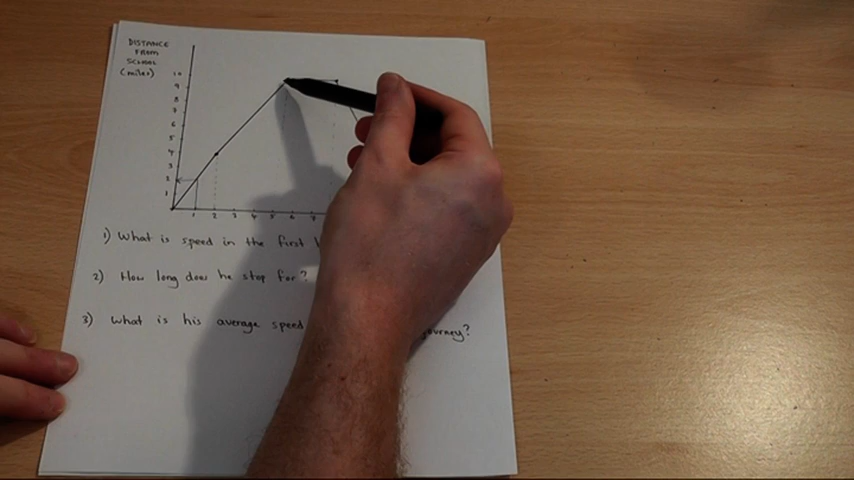 DISTANCE
FROM
SCHOOL
(miles)
10
9
8
7
6
5
4
3
2
1
1 2 3 4 5 6 7
1) What is speed in the first
2) How long does he stop for?
3) What is his average speed journey?